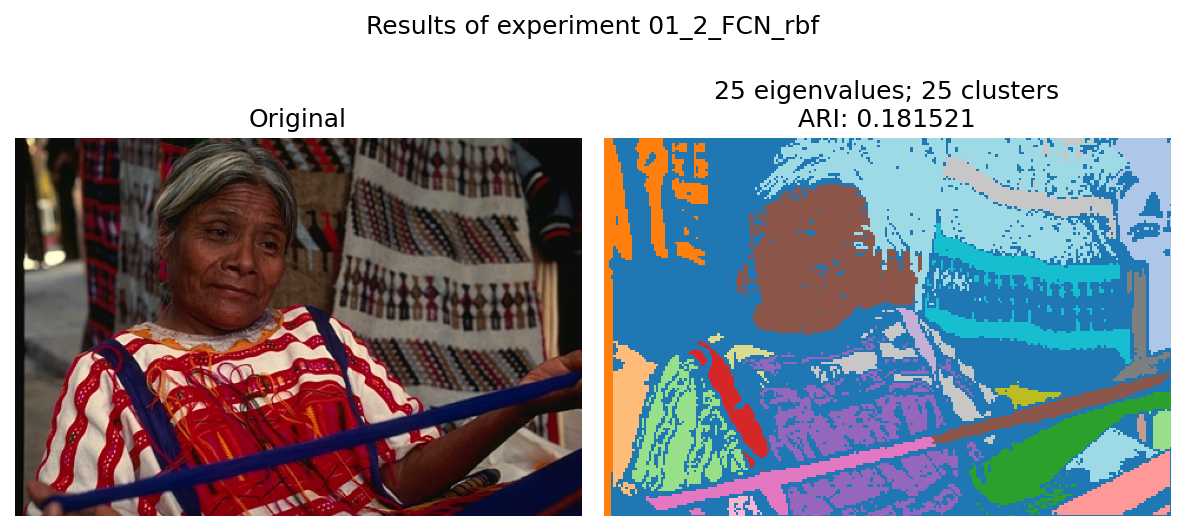 Results of experiment 01_2_FCN_rbf
Original
25 eigenvalues; 25 clusters
ARI: 0.181521